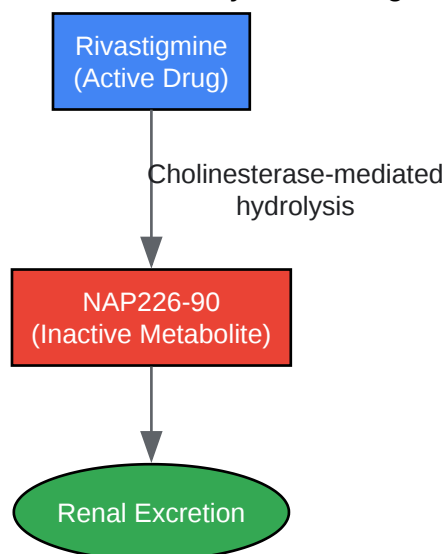 Rivastigmine
(Active Drug)
Cholinesterase-mediated
hydrolysis
NAP226-90
(Inactive Metabolite)
Renal Excretion